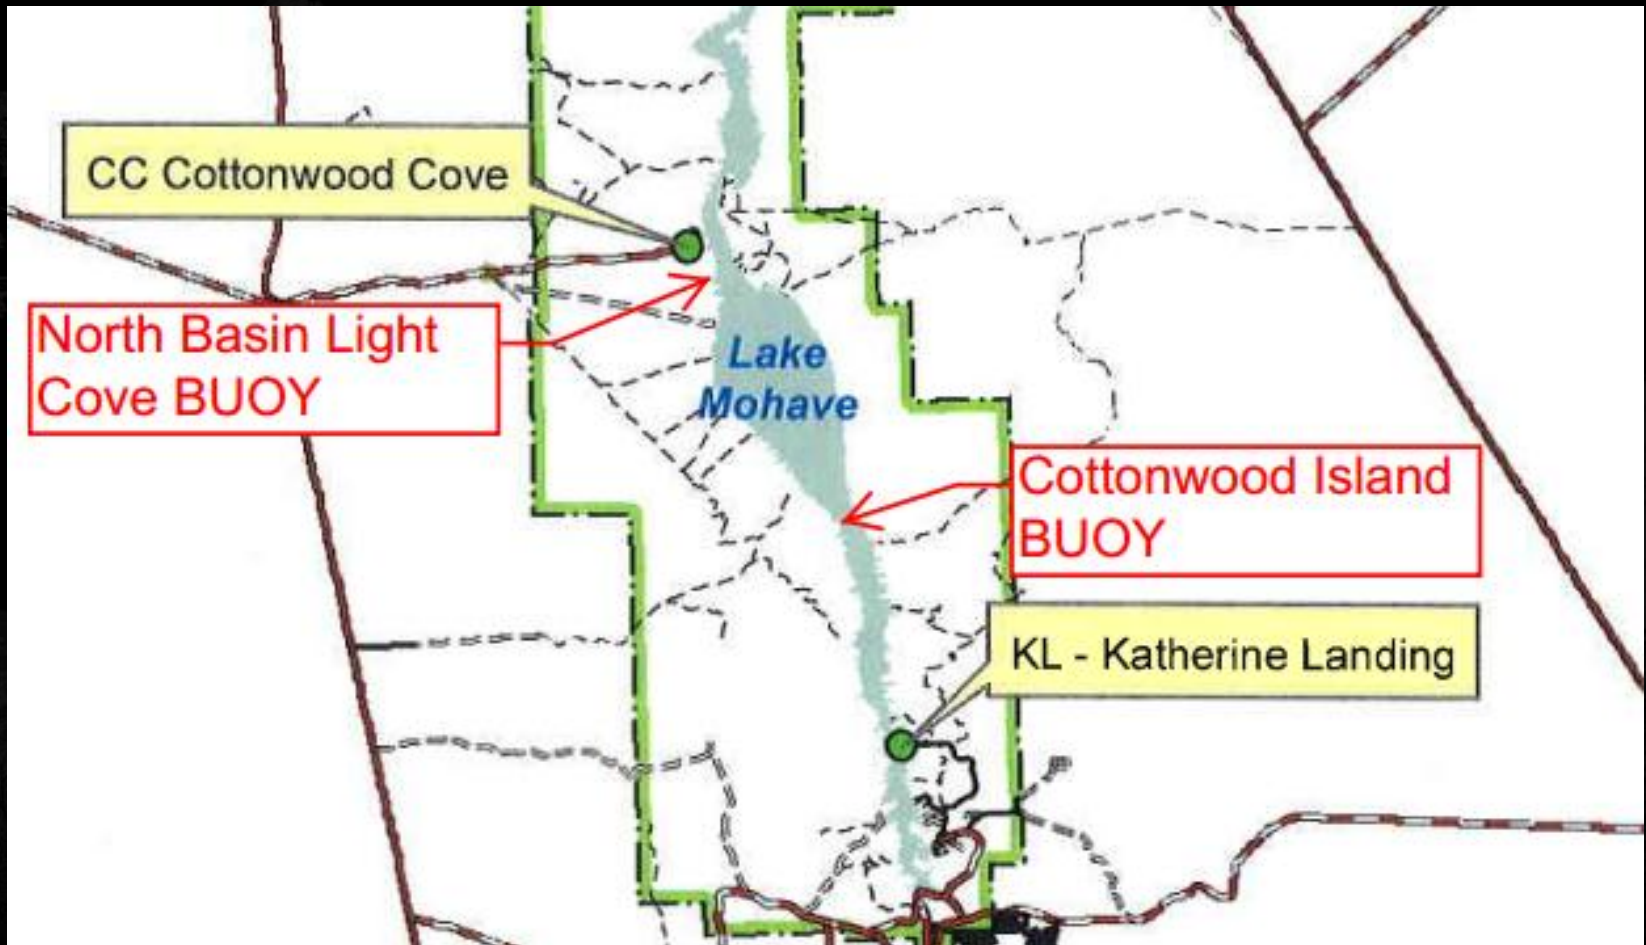 CC Cottonwood Cove
North Basin Light
Cove BUOY
Lake
Mohave
Cottonwood Island
BUOY
KL - Katherine Landing